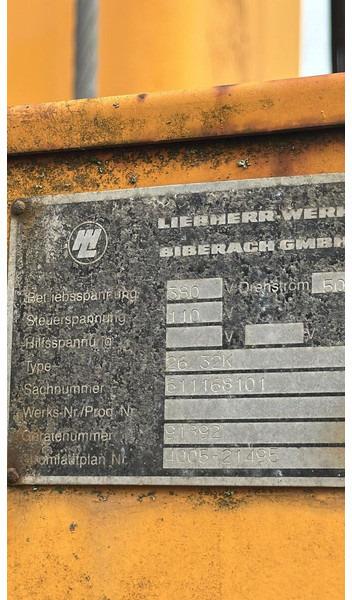 LIEBHERR-WERK
BIBERACH GMBH
Betriebsspannung 380 V Drehstrom 50
Steuerspannung 110 V
Hilfsspannung V V
Type 26 32K
Sachnummer 611168101
Werks-Nr/Prod Nr
Gerätenummer 91392
Stromlaufplan Nr 4005-21495